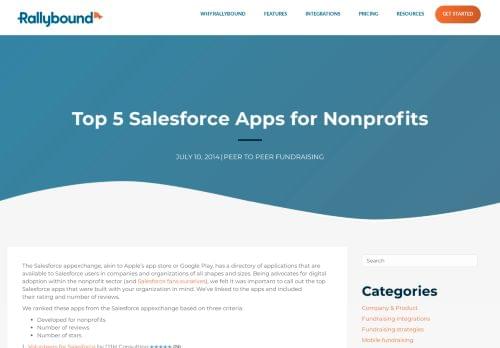 Rallybound
WHY RALLYBOUND
FEATURES
INTEGRATIONS
PRICING
RESOURCES
GET STARTED
Top 5 Salesforce Apps for Nonprofits
JULY 10, 2014 | PEER TO PEER FUNDRAISING
The Salesforce appexchange, akin to Apple's app store or Google Play, has a directory of applications that are
available to Salesforce users in companies and organizations of all shapes and sizes. Being advocates for digital
adoption within the nonprofit sector (and Salesforce fans ourselves), we felt it was important to call out the top
Salesforce apps that were built with your organization in mind. We've linked to the apps and included
their rating and number of reviews.
We ranked these apps from the Salesforce appexchange based on three criteria:
• Developed for nonprofits
• Number of reviews
• Number of stars
1. Volunteers for Salesforce by
Search
Categories
Company & Product
Fundraising integrations
Fundraising strategies
Mobile fundraising